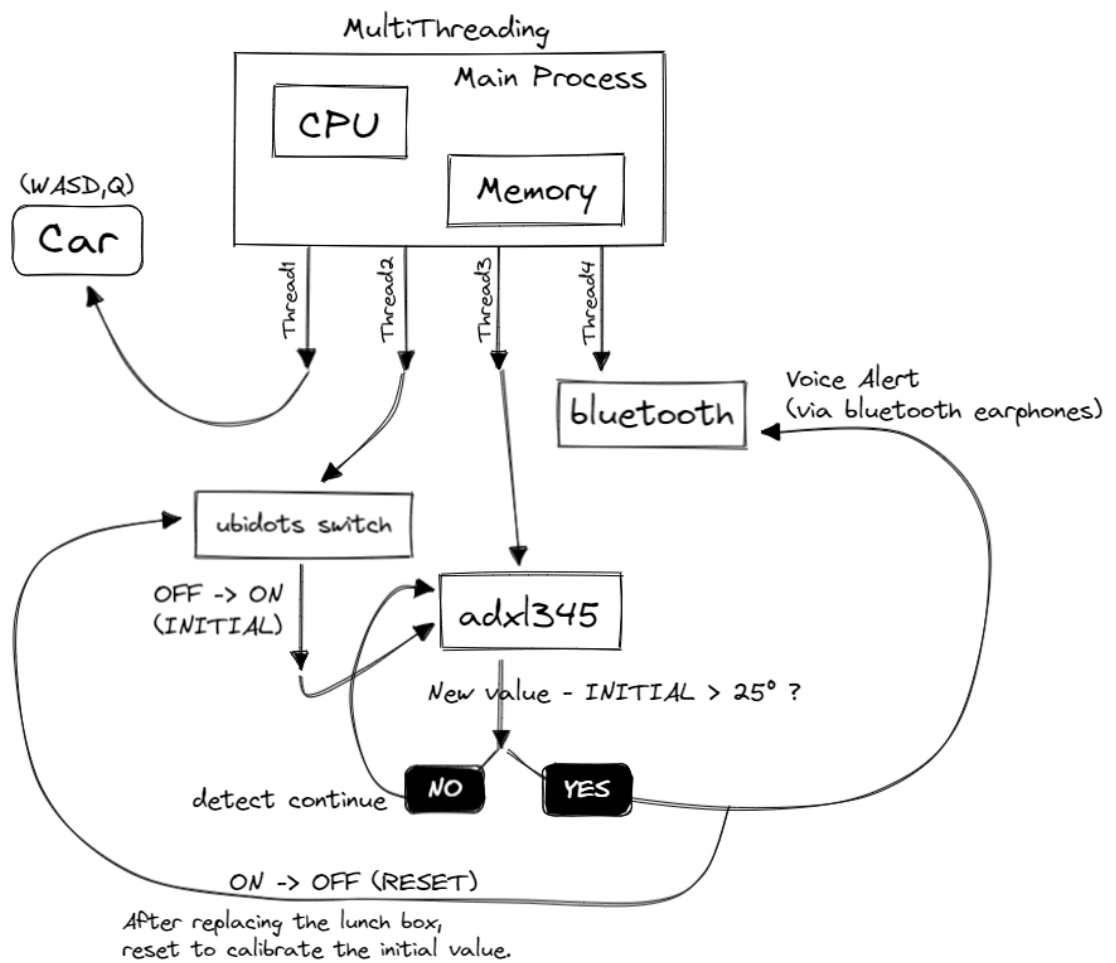 MultiThreading
Main Process
CPU
Memory
(WASD,Q)
Car
Thread1
Thread2
Thread3
Thread4
bluetooth
Voice Alert
(via bluetooth earphones)
ubidots switch
OFF -> ON
(INITIAL)
adxl345
New value - INITIAL > 25° ?
NO
YES
detect continue
ON -> OFF (RESET)
After replacing the lunch box,
reset to calibrate the initial value.